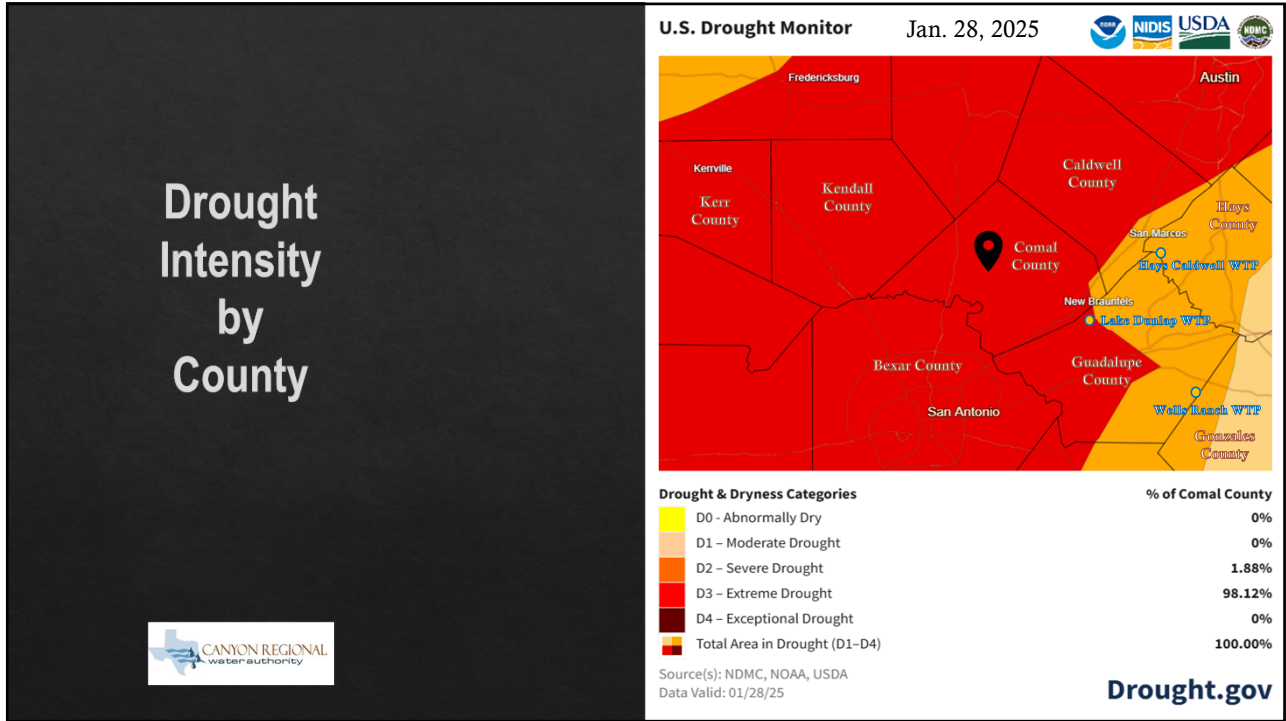 Drought
Intensity
by
County
CANYON REGIONAL
water authority
U.S. Drought Monitor
Jan. 28, 2025
NOAA
NIDIS
USDA
NDMC
Fredericksburg
Austin
Kerrville
Kerr
County
Kendall
County
Caldwell
County
Hays
County
San Marcos
Hays Caldwell WTP
Comal
County
New Braunfels
Lake Dunlap WTP
Bexar County
Guadalupe
County
San Antonio
Wells Ranch WTP
Gonzales
County
Drought & Dryness Categories % of Comal County
D0 - Abnormally Dry 0%
D1 – Moderate Drought 0%
D2 – Severe Drought 1.88%
D3 – Extreme Drought 98.12%
D4 – Exceptional Drought 0%
Total Area in Drought (D1–D4) 100.00%
Source(s): NDMC, NOAA, USDA
Data Valid: 01/28/25
Drought.gov